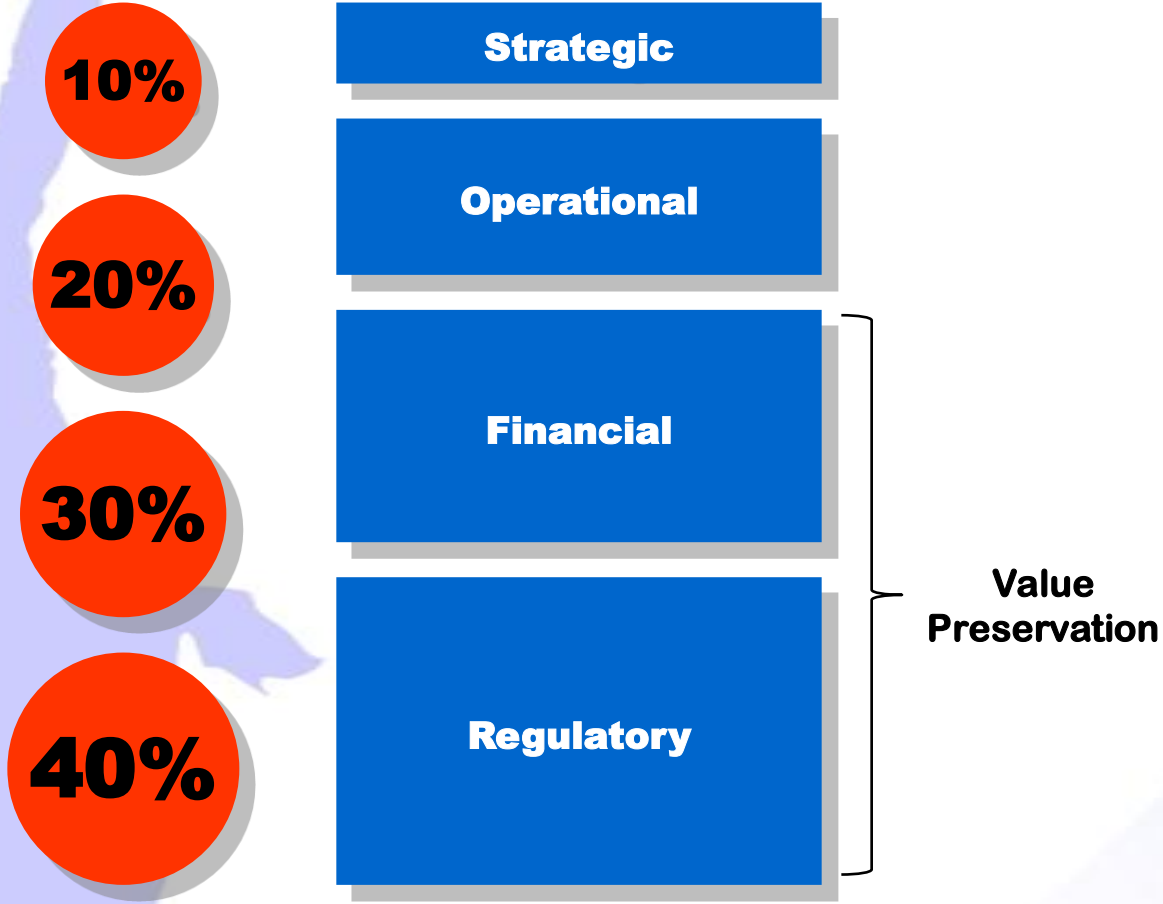 10%
Strategic
20%
Operational
30%
Financial
40%
Regulatory
Value
Preservation